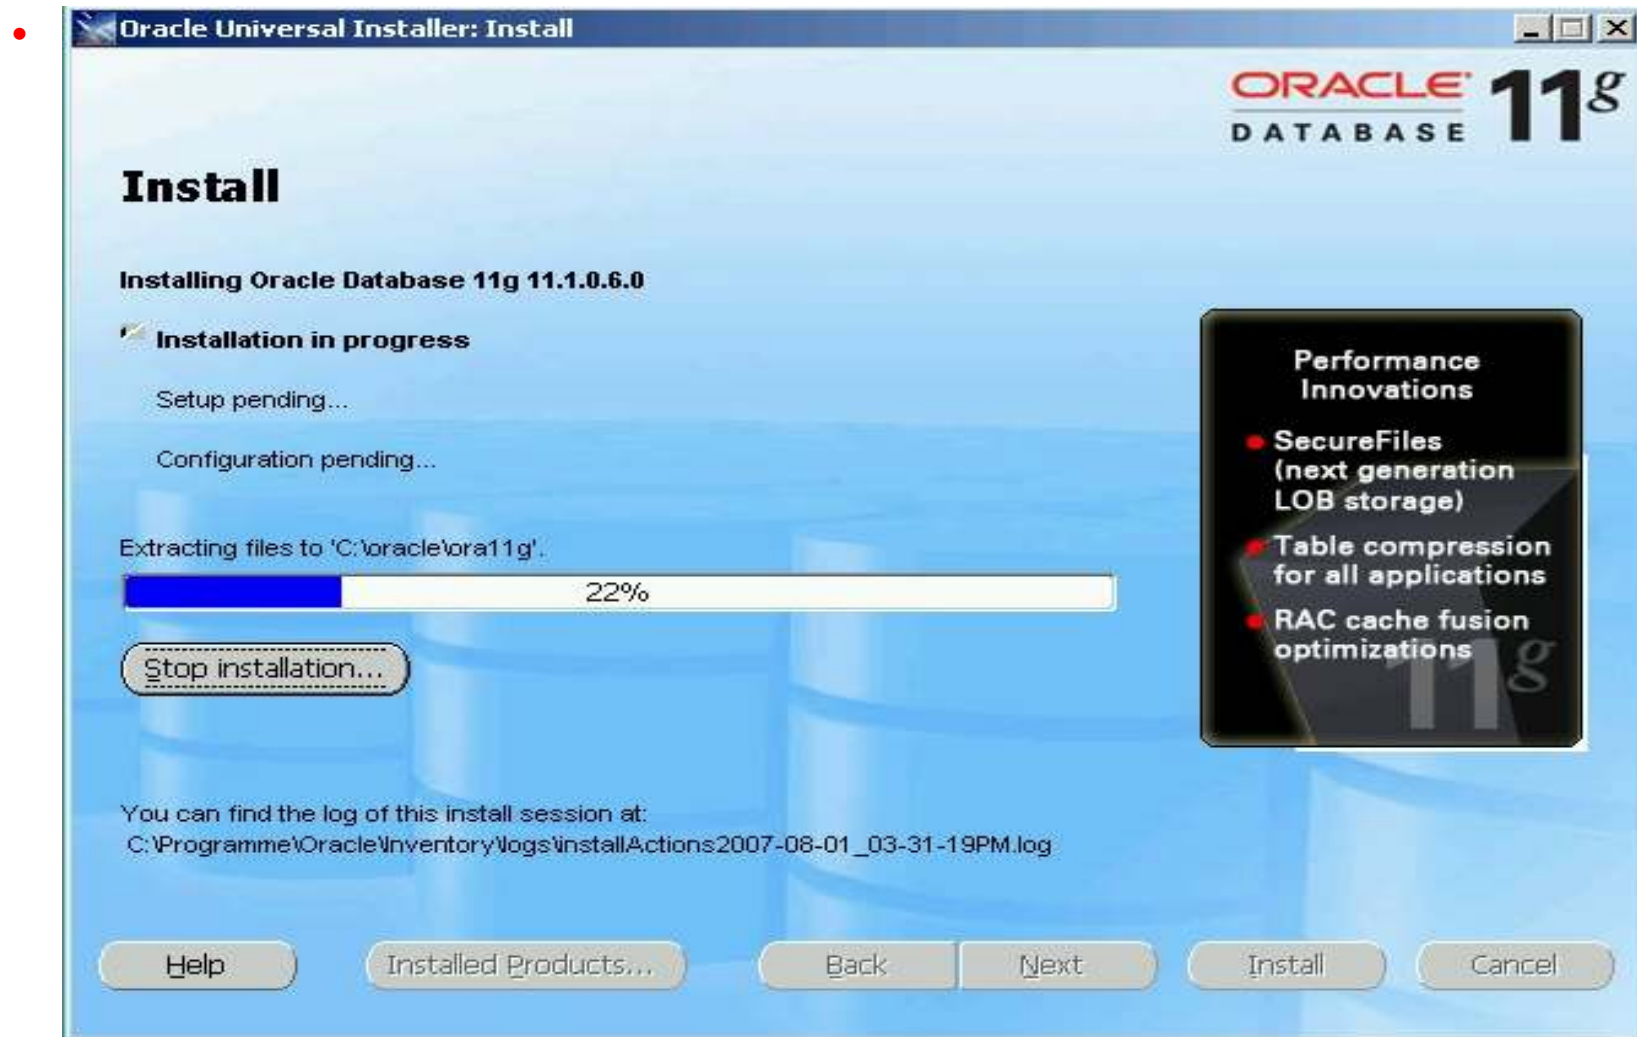 Oracle Universal Installer: Install
ORACLE 11g
DATABASE
Install
Installing Oracle Database 11g 11.1.0.6.0
Installation in progress
Setup pending...
Configuration pending...
Extracting files to 'C:\oracle\ora11g'.
22%
Stop installation...
Performance
Innovations
SecureFiles
(next generation
LOB storage)
Table compression
for all applications
RAC cache fusion
optimizations
11g
You can find the log of this install session at:
C:\Programme\Oracle\Inventory\logs\installActions2007-08-01_03-31-19PM.log
Help
Installed Products...
Back
Next
Install
Cancel